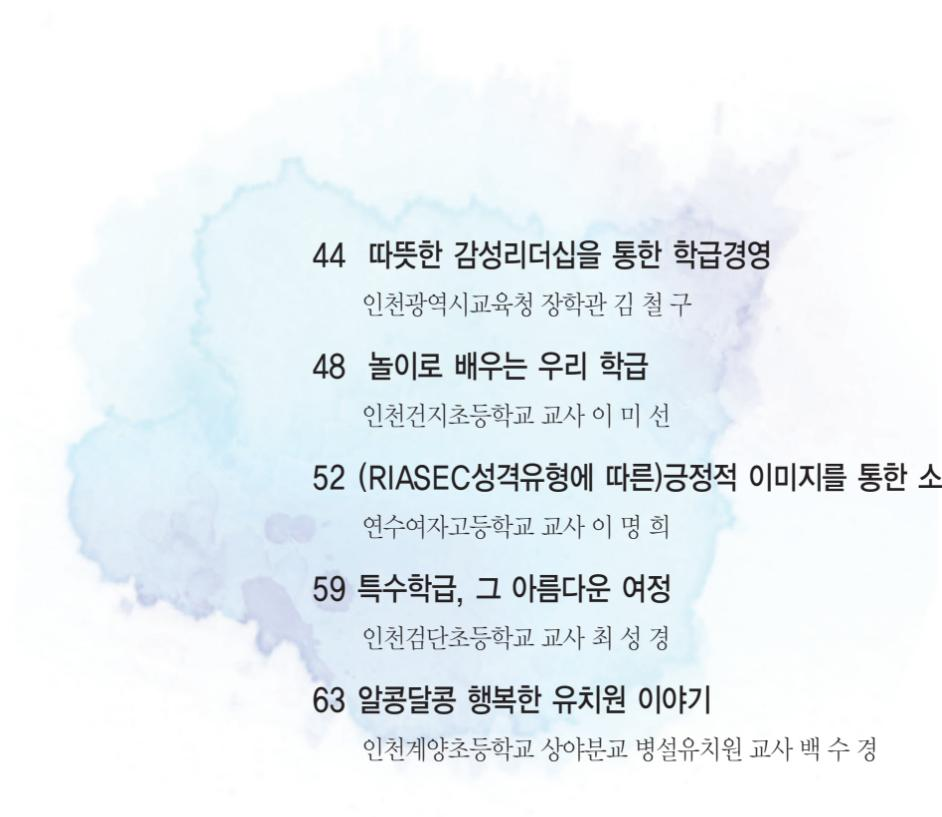 44 따뜻한 감성리더십을 통한 학급경영
인천광역시교육청 장학관 김 철 구
48 놀이로 배우는 우리 학급
인천건지초등학교 교사 이 미 선
52 (RIASEC성격유형에 따른)긍정적 이미지를 통한 소
연수여자고등학교 교사 이 명 희
59 특수학급, 그 아름다운 여정
인천검단초등학교 교사 최 성 경
63 알콩달콩 행복한 유치원 이야기
인천계양초등학교 상야분교 병설유치원 교사 백 수 경